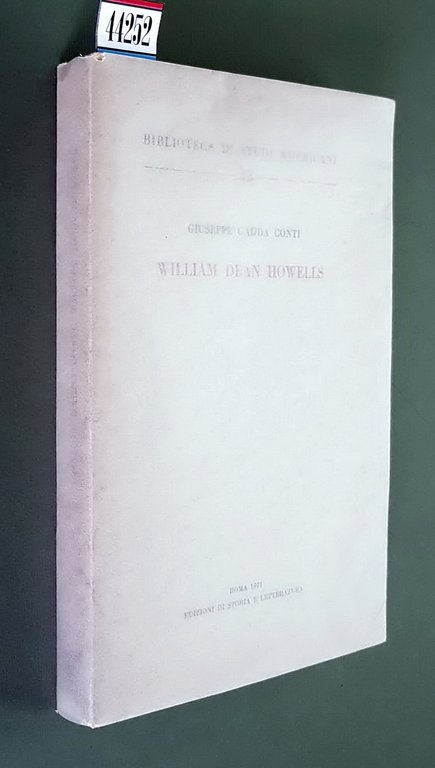 44252
BIBLIOTECA DI STUDI AMERICANI
GIUSEPPE GADDA CONTI
WILLIAM DEAN HOWELLS
ROMA 1971
EDIZIONI DI STORIA E LETTERATURA